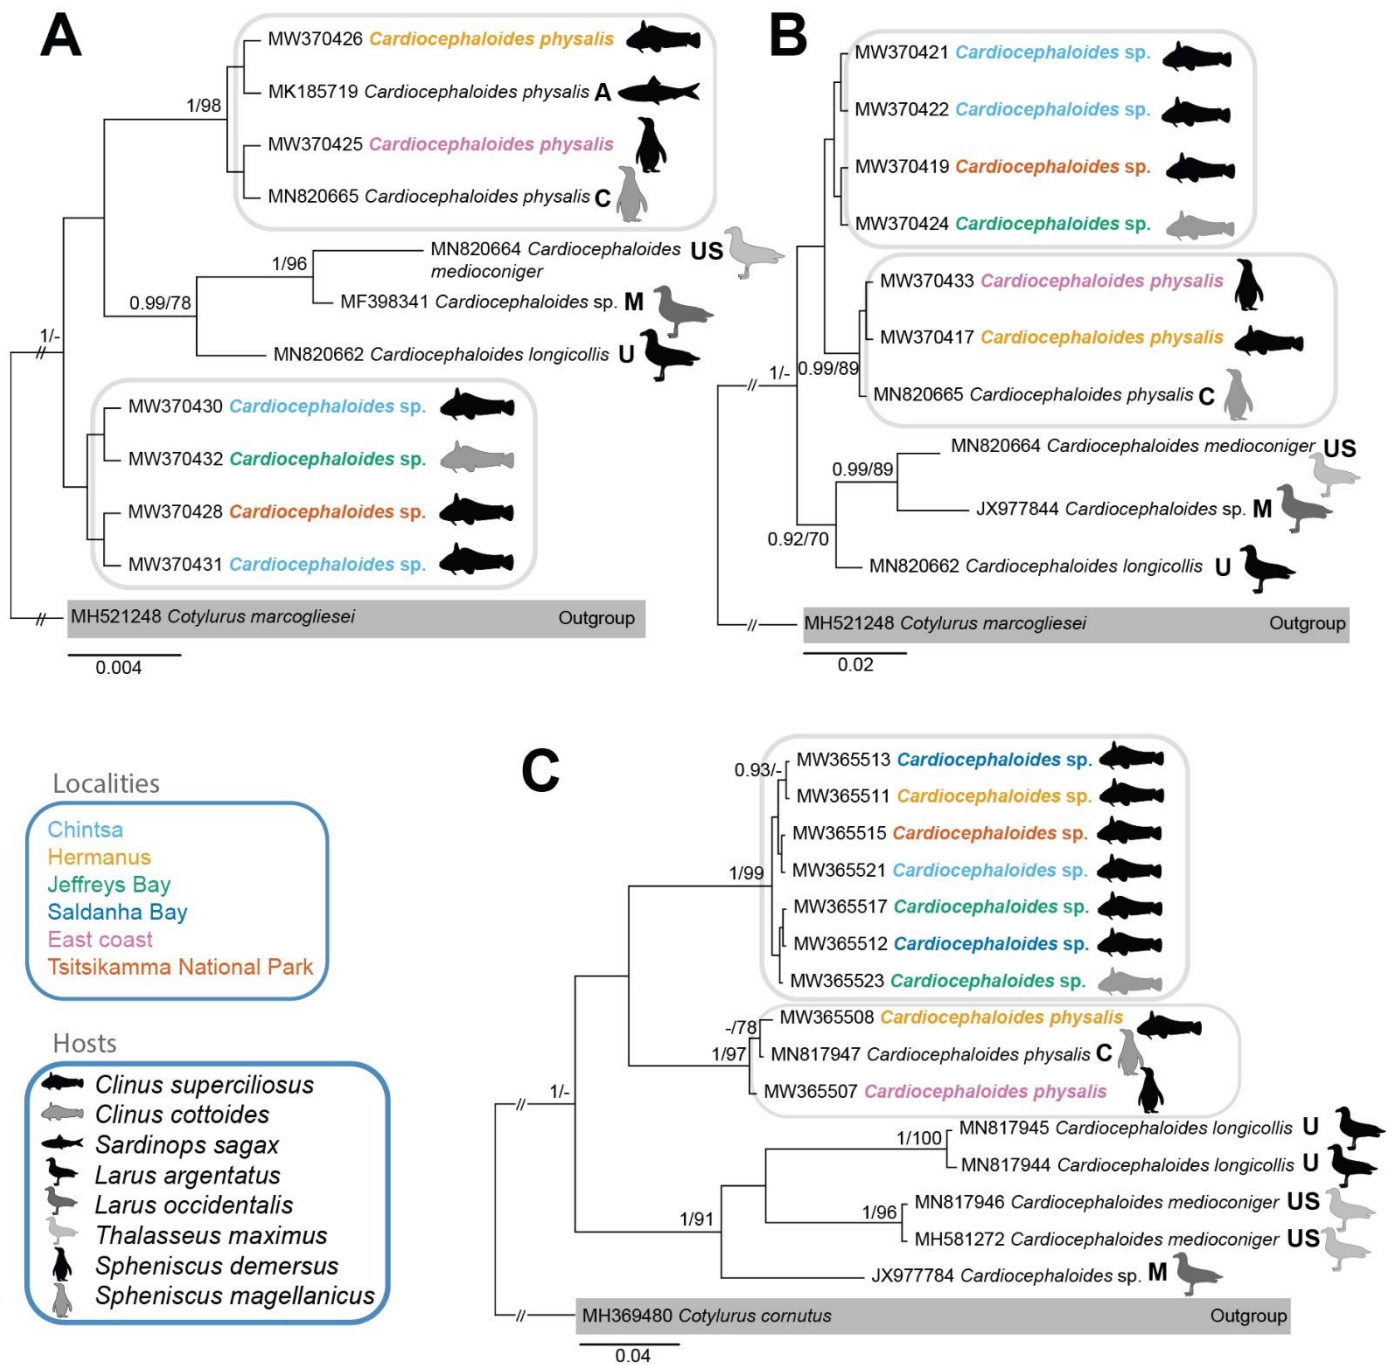 A
MW370426 Cardiocephaloides physalis
MK185719 Cardiocephaloides physalis A
1/98
MW370425 Cardiocephaloides physalis
MN820665 Cardiocephaloides physalis C
MN820664 Cardiocephaloides US
medioconiger
1/96
MF398341 Cardiocephaloides sp. M
0.99/78
1/-
MN820662 Cardiocephaloides longicollis U
MW370430 Cardiocephaloides sp.
MW370432 Cardiocephaloides sp.
MW370428 Cardiocephaloides sp.
MW370431 Cardiocephaloides sp.
MH521248 Cotylurus marcogliesei Outgroup
0.004
B
MW370421 Cardiocephaloides sp.
MW370422 Cardiocephaloides sp.
MW370419 Cardiocephaloides sp.
MW370424 Cardiocephaloides sp.
MW370433 Cardiocephaloides physalis
MW370417 Cardiocephaloides physalis
1/- 0.99/89
MN820665 Cardiocephaloides physalis C
MN820664 Cardiocephaloides medioconiger US
0.99/89
JX977844 Cardiocephaloides sp. M
0.92/70
MN820662 Cardiocephaloides longicollis U
MH521248 Cotylurus marcogliesei Outgroup
0.02
Localities
Chintsa
Hermanus
Jeffreys Bay
Saldanha Bay
East coast
Tsitsikamma National Park
Hosts
Clinus superciliosus
Clinus cottoides
Sardinops sagax
Larus argentatus
Larus occidentalis
Thalasseus maximus
Spheniscus demersus
Spheniscus magellanicus
C
MW365513 Cardiocephaloides sp.
0.93/-
MW365511 Cardiocephaloides sp.
MW365515 Cardiocephaloides sp.
1/99
MW365521 Cardiocephaloides sp.
MW365517 Cardiocephaloides sp.
MW365512 Cardiocephaloides sp.
MW365523 Cardiocephaloides sp.
MW365508 Cardiocephaloides physalis
-/78
1/97
MN817947 Cardiocephaloides physalis C
MW365507 Cardiocephaloides physalis
1/-
MN817945 Cardiocephaloides longicollis U
1/100
MN817944 Cardiocephaloides longicollis U
MN817946 Cardiocephaloides medioconiger US
1/96
1/91
MH581272 Cardiocephaloides medioconiger US
JX977784 Cardiocephaloides sp. M
MH369480 Cotylurus cornutus Outgroup
0.04